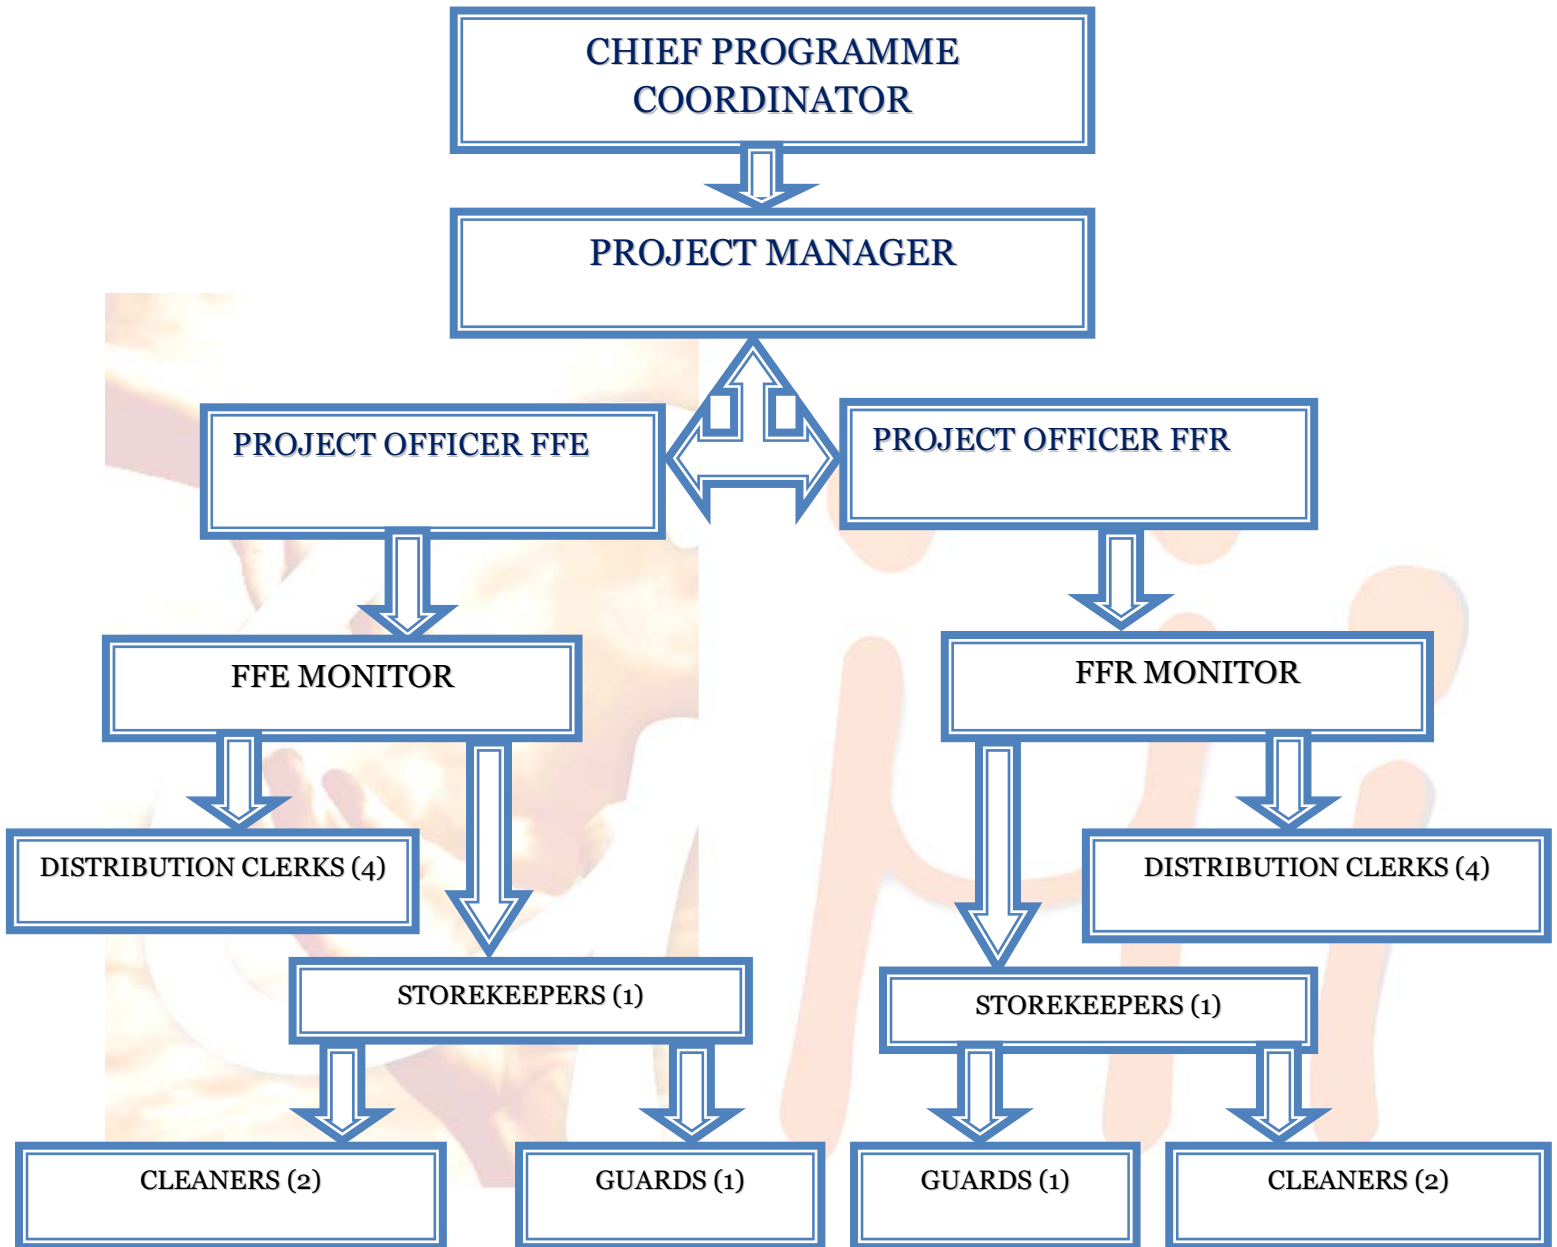 CHIEF PROGRAMME
COORDINATOR
PROJECT MANAGER
PROJECT OFFICER FFE
PROJECT OFFICER FFR
FFE MONITOR
FFR MONITOR
DISTRIBUTION CLERKS (4)
DISTRIBUTION CLERKS (4)
STOREKEEPERS (1)
STOREKEEPERS (1)
CLEANERS (2)
GUARDS (1)
GUARDS (1)
CLEANERS (2)